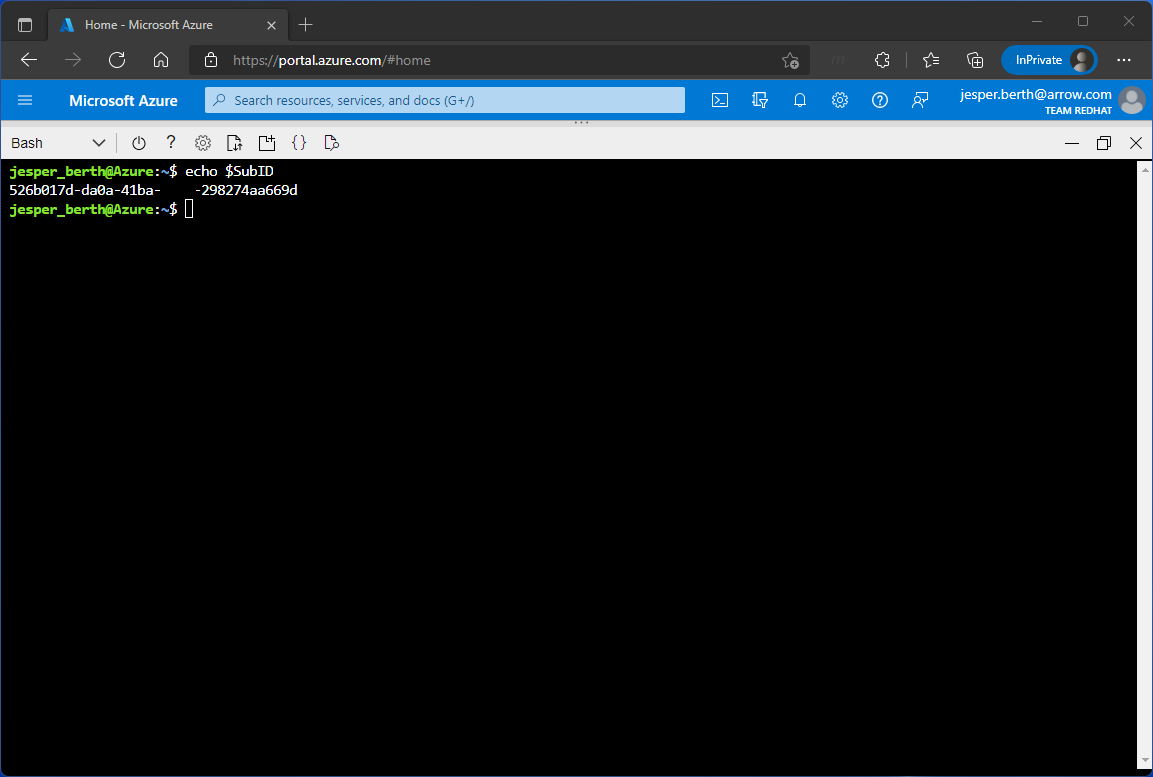 Home - Microsoft Azure
https://portal.azure.com/#home
InPrivate
Microsoft Azure
Search resources, services, and docs (G+/)
jesper.berth@arrow.com
TEAM REDHAT
Bash
jesper_berth@Azure:~$ echo $SubID
526b017d-da0a-41ba-    -298274aa669d
jesper_berth@Azure:~$